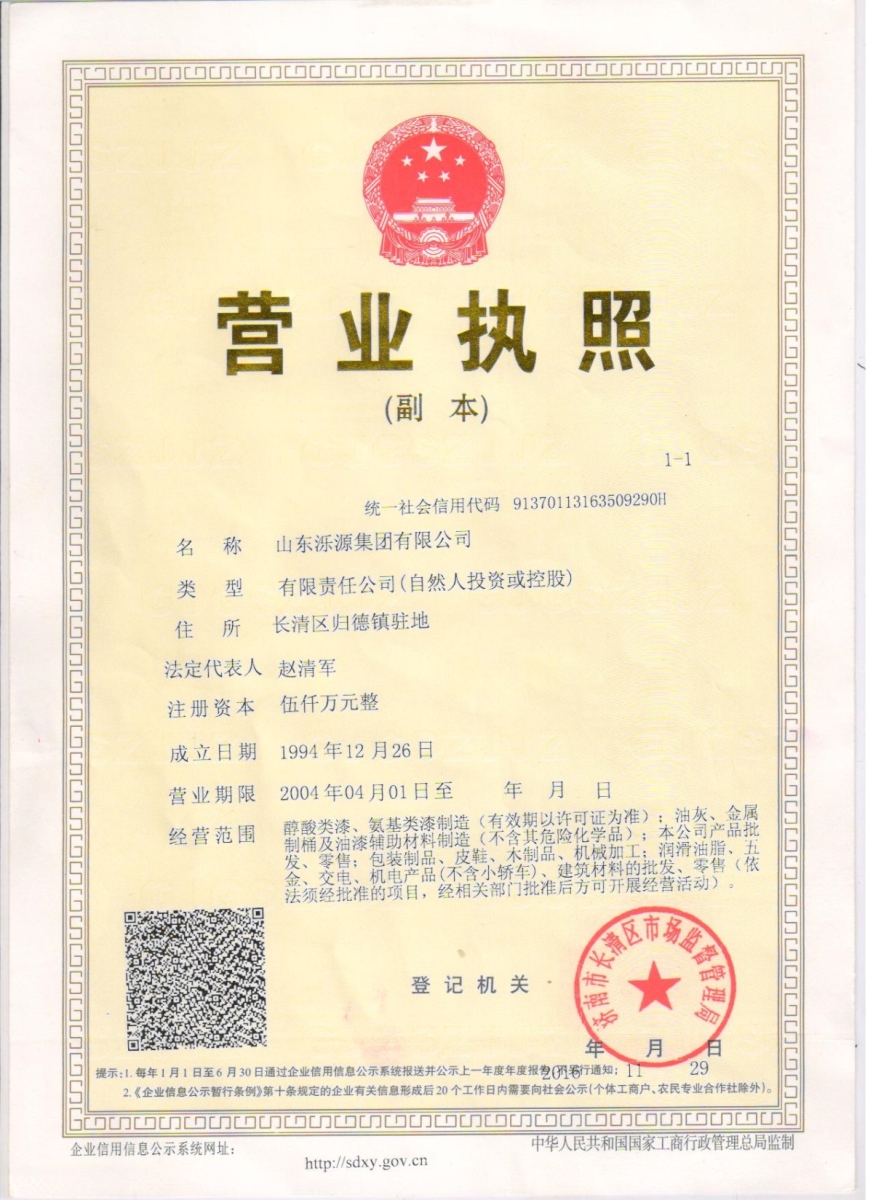 营业执照
(副 本)
1-1
统一社会信用代码 91370113163509290H
名 称 山东泺源集团有限公司
类 型 有限责任公司(自然人投资或控股)
住 所 长清区归德镇驻地
法定代表人 赵清军
注册资本 伍仟万元整
成立日期 1994年12月26日
营业期限 2004年04月01日至 年 月 日
经营范围 醇酸类漆、氨基类漆制造（有效期以许可证为准）；油灰、金属
制桶及油漆辅助材料制造（不含其危险化学品）；本公司产品批
发、零售；包装制品、皮鞋、木制品、机械加工；润滑油脂、五
金、交电、机电产品(不含小轿车)、建筑材料的批发、零售（依
法须经批准的项目，经相关部门批准后方可开展经营活动）。
济南市长清区市场监督管理局
登记机关
年 月 日
2016 11 29
提示:1.每年1月1日至6月30日通过企业信用信息公示系统报送并公示上一年度年度报告,不另行通知;
2.《企业信息公示暂行条例》第十条规定的企业有关信息形成后20个工作日内需要向社会公示(个体工商户、农民专业合作社除外)。
企业信用信息公示系统网址：
http://sdxy.gov.cn
中华人民共和国国家工商行政管理总局监制